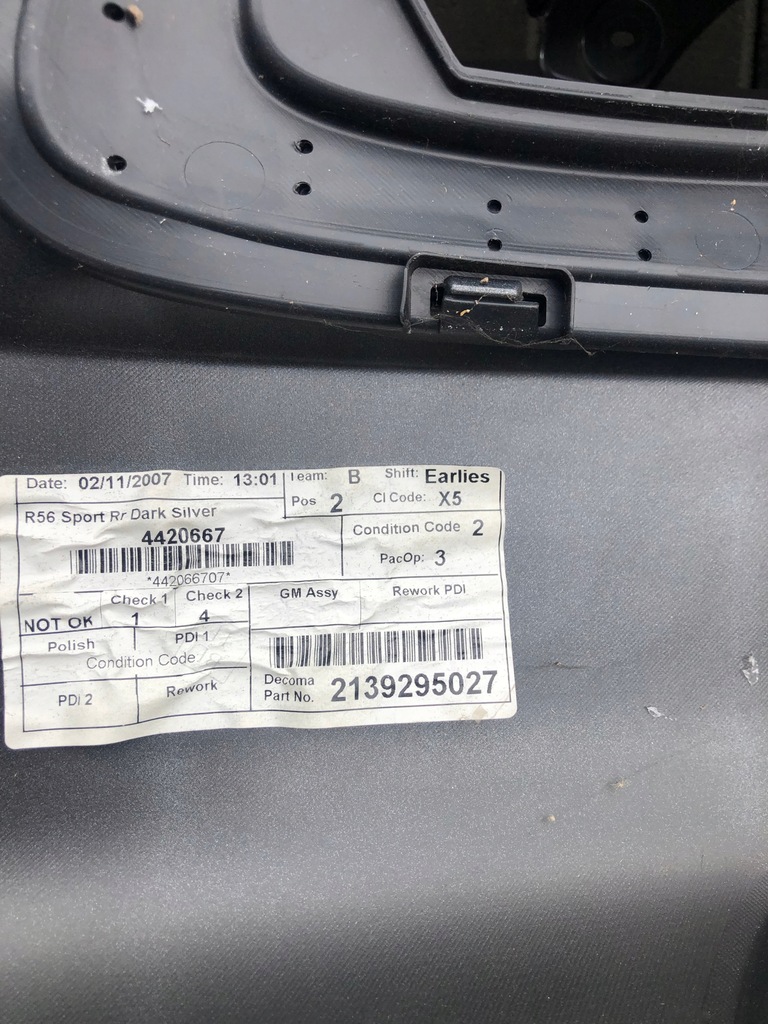 Date: 02/11/2007 Time: 13:01
Team: B Shift: Earlies
Pos 2 CI Code: X5
R56 Sport Rr Dark Silver
4420667
*442066707*
Condition Code 2
PacOp: 3
NOT OK
Check 1
1
Check 2
4
GM Assy
Rework PDI
Polish
PDI 1
Condition Code
PDI 2
Rework
Decoma
Part No. 2139295027